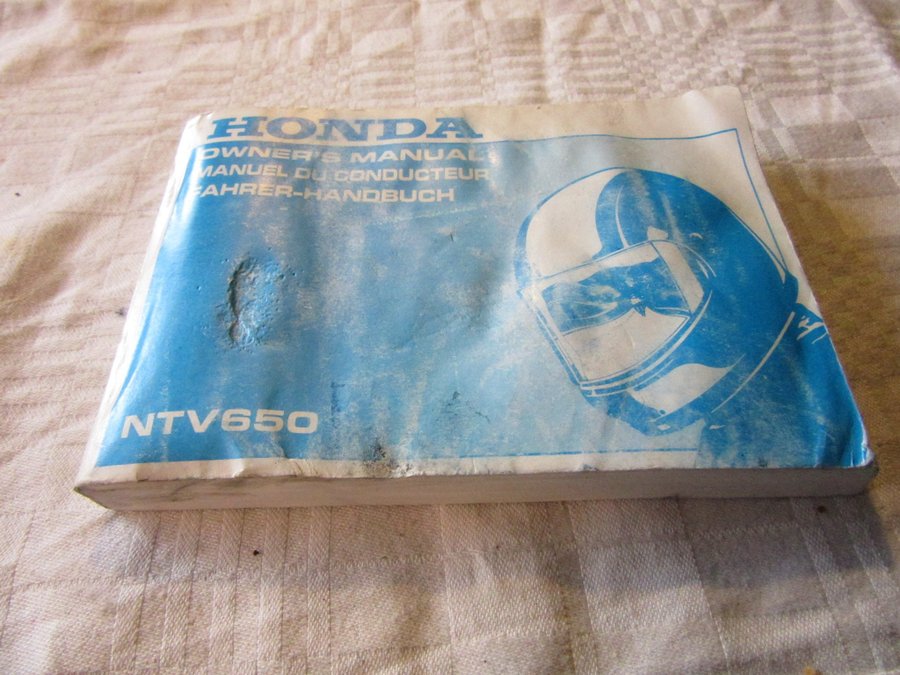 HONDA
OWNER'S MANUAL
MANUEL DU CONDUCTEUR
FAHRER-HANDBUCH
NTV650